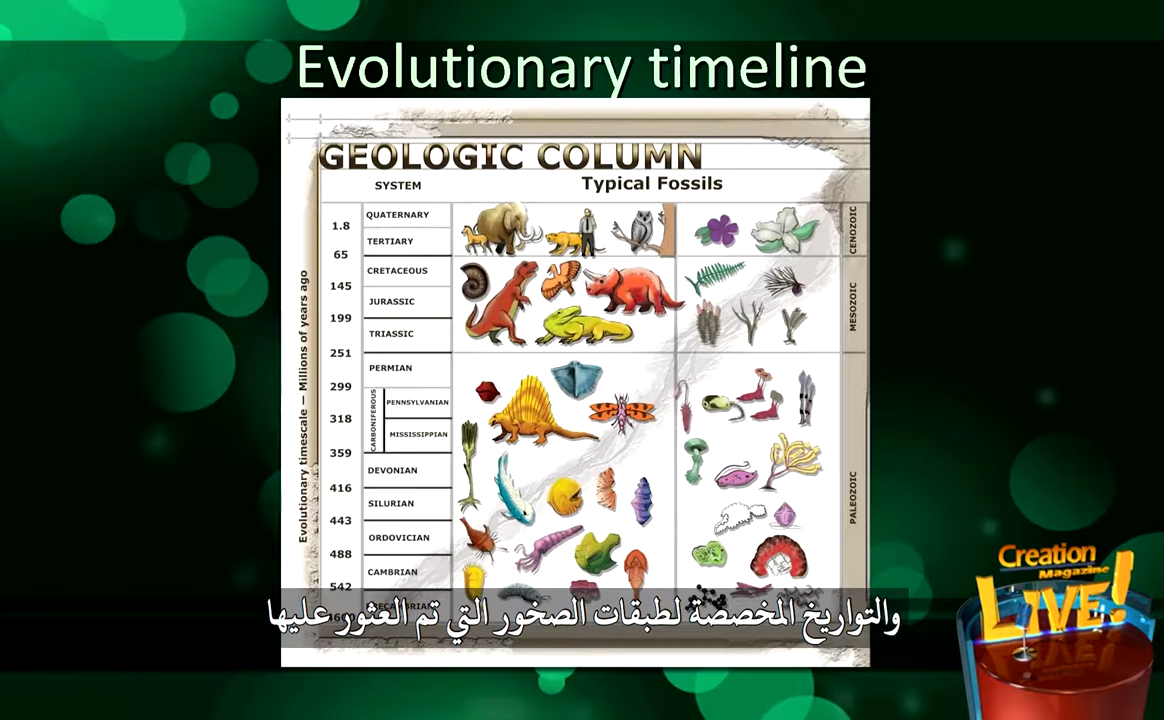 Evolutionary timeline
GEOLOGIC COLUMN
SYSTEM
Typical Fossils
Evolutionary timescale — Millions of years ago
QUATERNARY
1.8
TERTIARY
65
CRETACEOUS
145
JURASSIC
199
TRIASSIC
251
PERMIAN
299
CARBONIFEROUS
PENNSYLVANIAN
318
MISSISSIPPIAN
359
DEVONIAN
416
SILURIAN
443
ORDOVICIAN
488
CAMBRIAN
542
CENOZOIC
MESOZOIC
PALEOZOIC
والتواريخ المخصصة لطبقات الصخور التي تم العثور عليها
Creation
Magazine
LIVE!